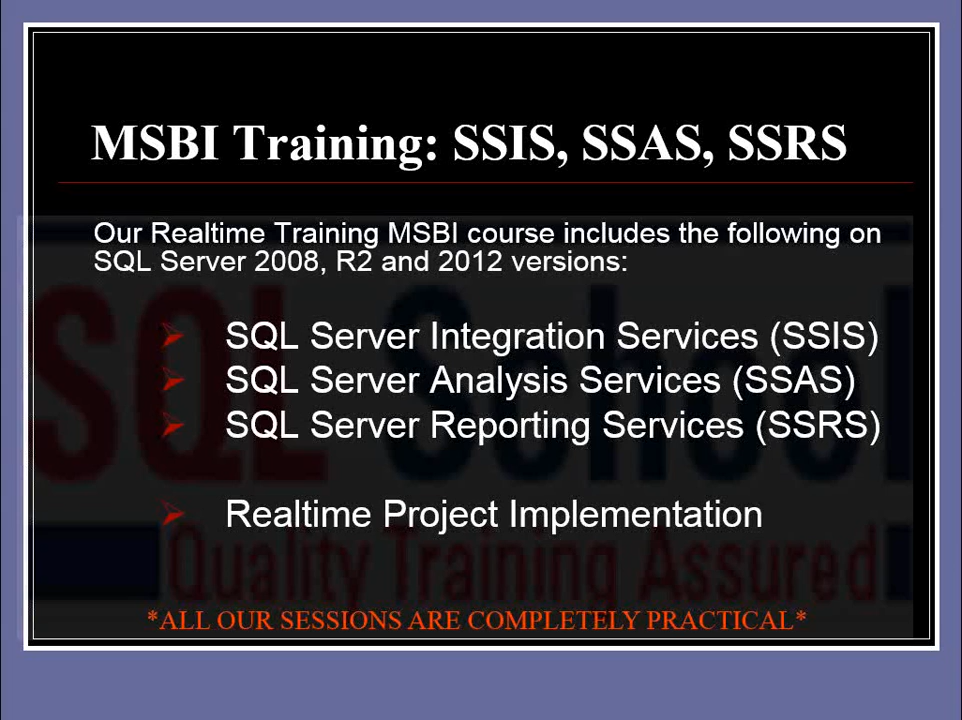 MSBI Training: SSIS, SSAS, SSRS
Our Realtime Training MSBI course includes the following on
SQL Server 2008, R2 and 2012 versions:
SQL Server Integration Services (SSIS)
SQL Server Analysis Services (SSAS)
SQL Server Reporting Services (SSRS)
Realtime Project Implementation
*ALL OUR SESSIONS ARE COMPLETELY PRACTICAL*
SQL School
Quality Training Assured